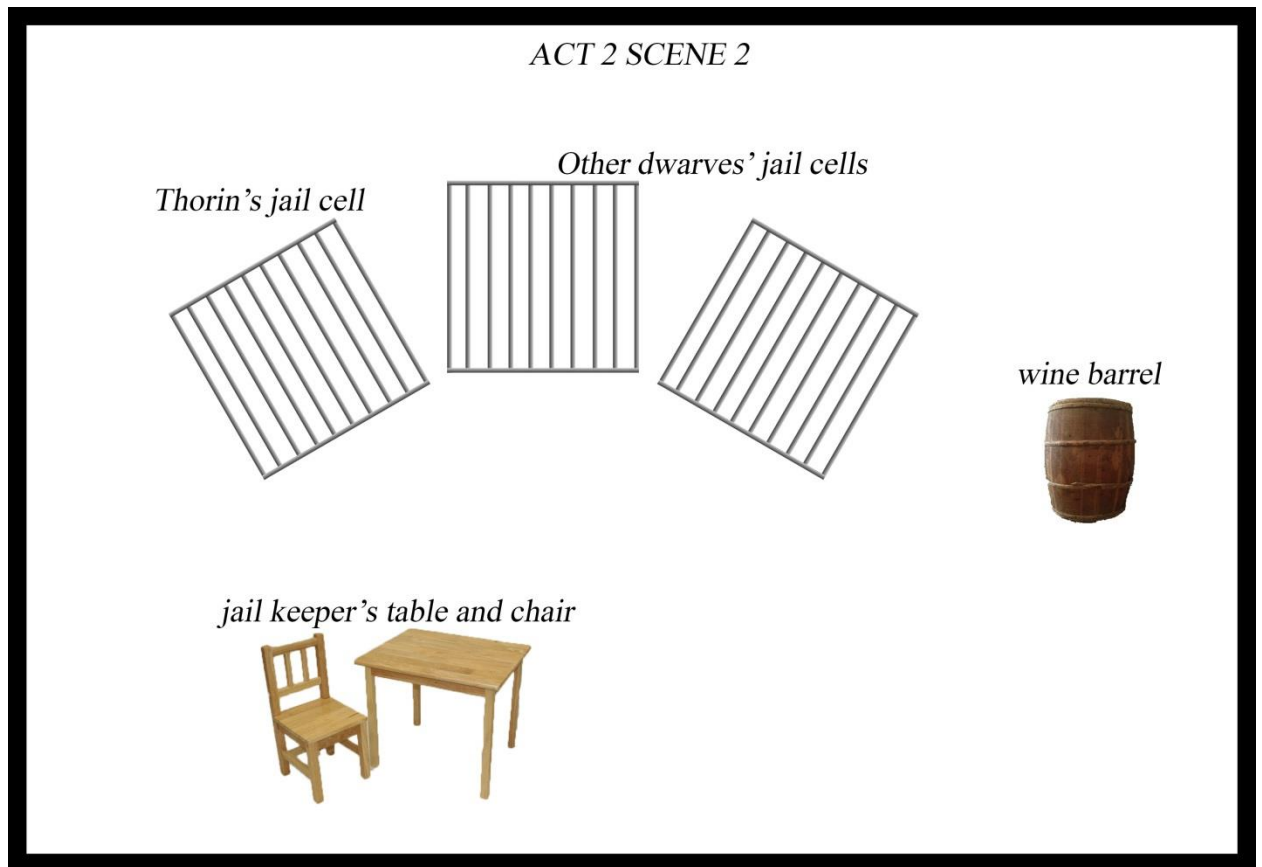 ACT 2 SCENE 2
Other dwarves’ jail cells
Thorin’s jail cell
wine barrel
jail keeper’s table and chair